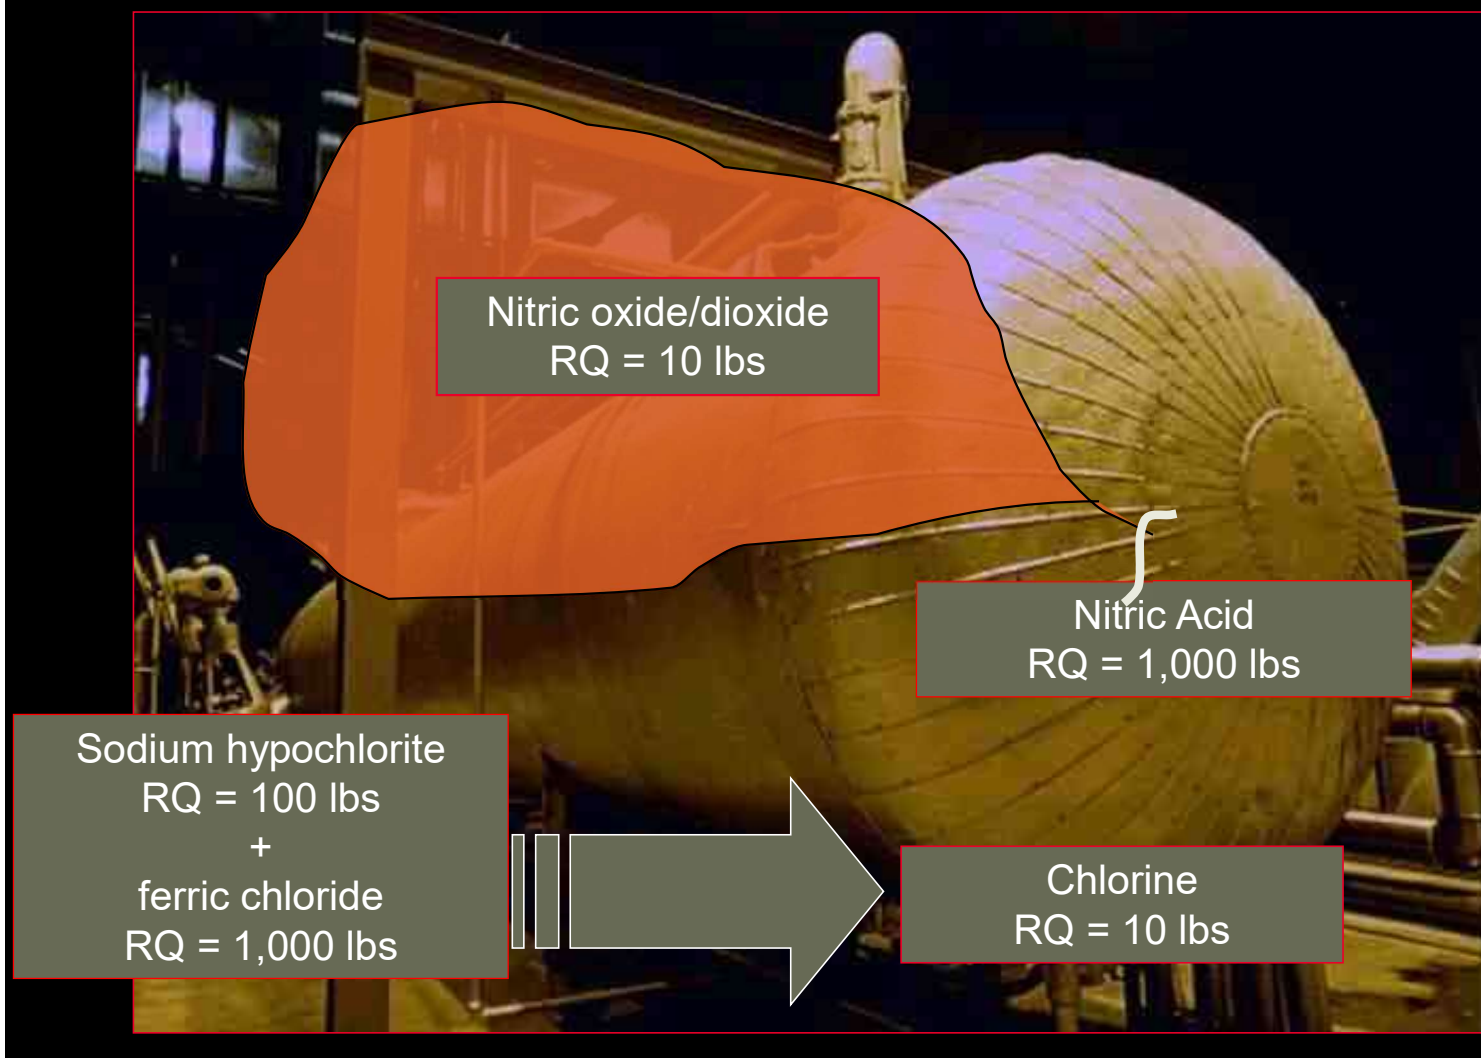 Nitric oxide/dioxide
RQ = 10 lbs
Nitric Acid
RQ = 1,000 lbs
Sodium hypochlorite
RQ = 100 lbs
+
ferric chloride
RQ = 1,000 lbs
Chlorine
RQ = 10 lbs